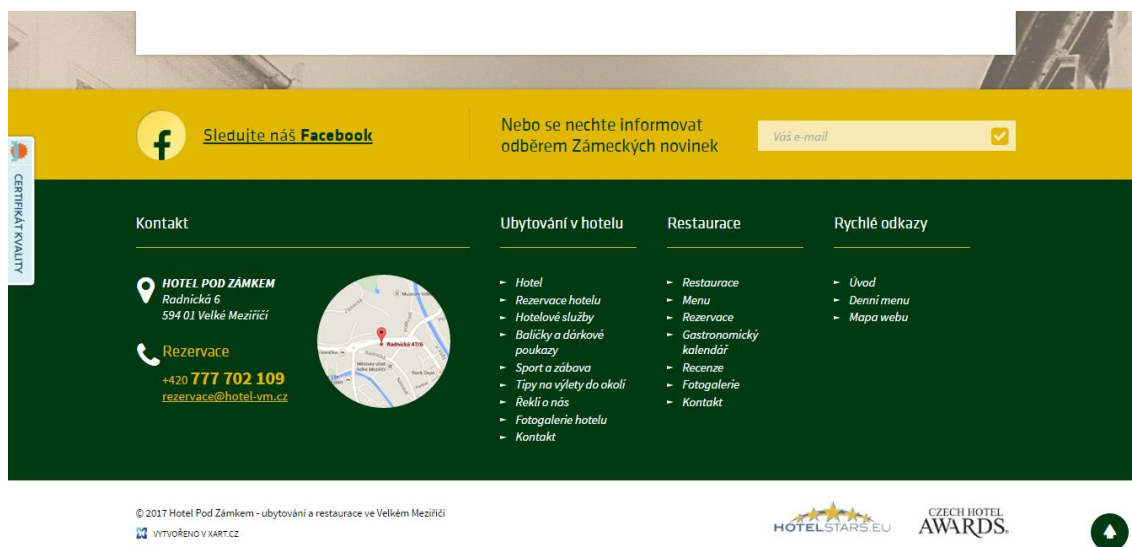 Sledujte náš Facebook
Nebo se nechte informovat
odběrem Zámeckých novinek
Váš e-mail
CERTIFIKÁT KVALITY
Kontakt
HOTEL POD ZÁMKEM
Radnická 6
594 01 Velké Meziříčí
Rezervace
+420 777 702 109
rezervace@hotel-vm.cz
Radnická 47/6
Ubytování v hotelu
► Hotel
► Rezervace hotelu
► Hotelové služby
► Balíčky a dárkové
poukazy
► Sport a zábava
► Tipy na výlety do okolí
► Řekli o nás
► Fotogalerie hotelu
► Kontakt
Restaurace
► Restaurace
► Menu
► Rezervace
► Gastronomický
kalendář
► Recenze
► Fotogalerie
► Kontakt
Rychlé odkazy
► Úvod
► Denní menu
► Mapa webu
© 2017 Hotel Pod Zámkem - ubytování a restaurace ve Velkém Meziříčí
VYTVOŘENO V XART.CZ
HOTELSTARS.EU
CZECH HOTEL
AWARDS.